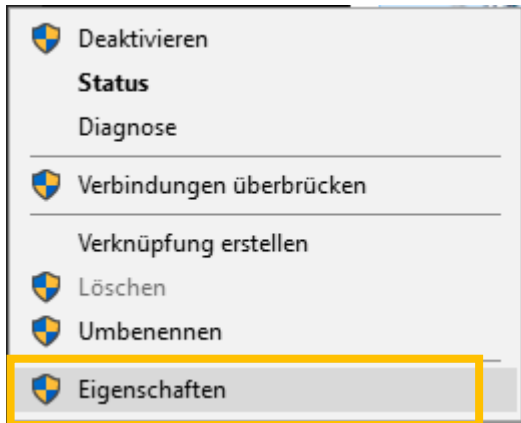 Deaktivieren
Status
Diagnose
Verbindungen überbrücken
Verknüpfung erstellen
Löschen
Umbenennen
Eigenschaften